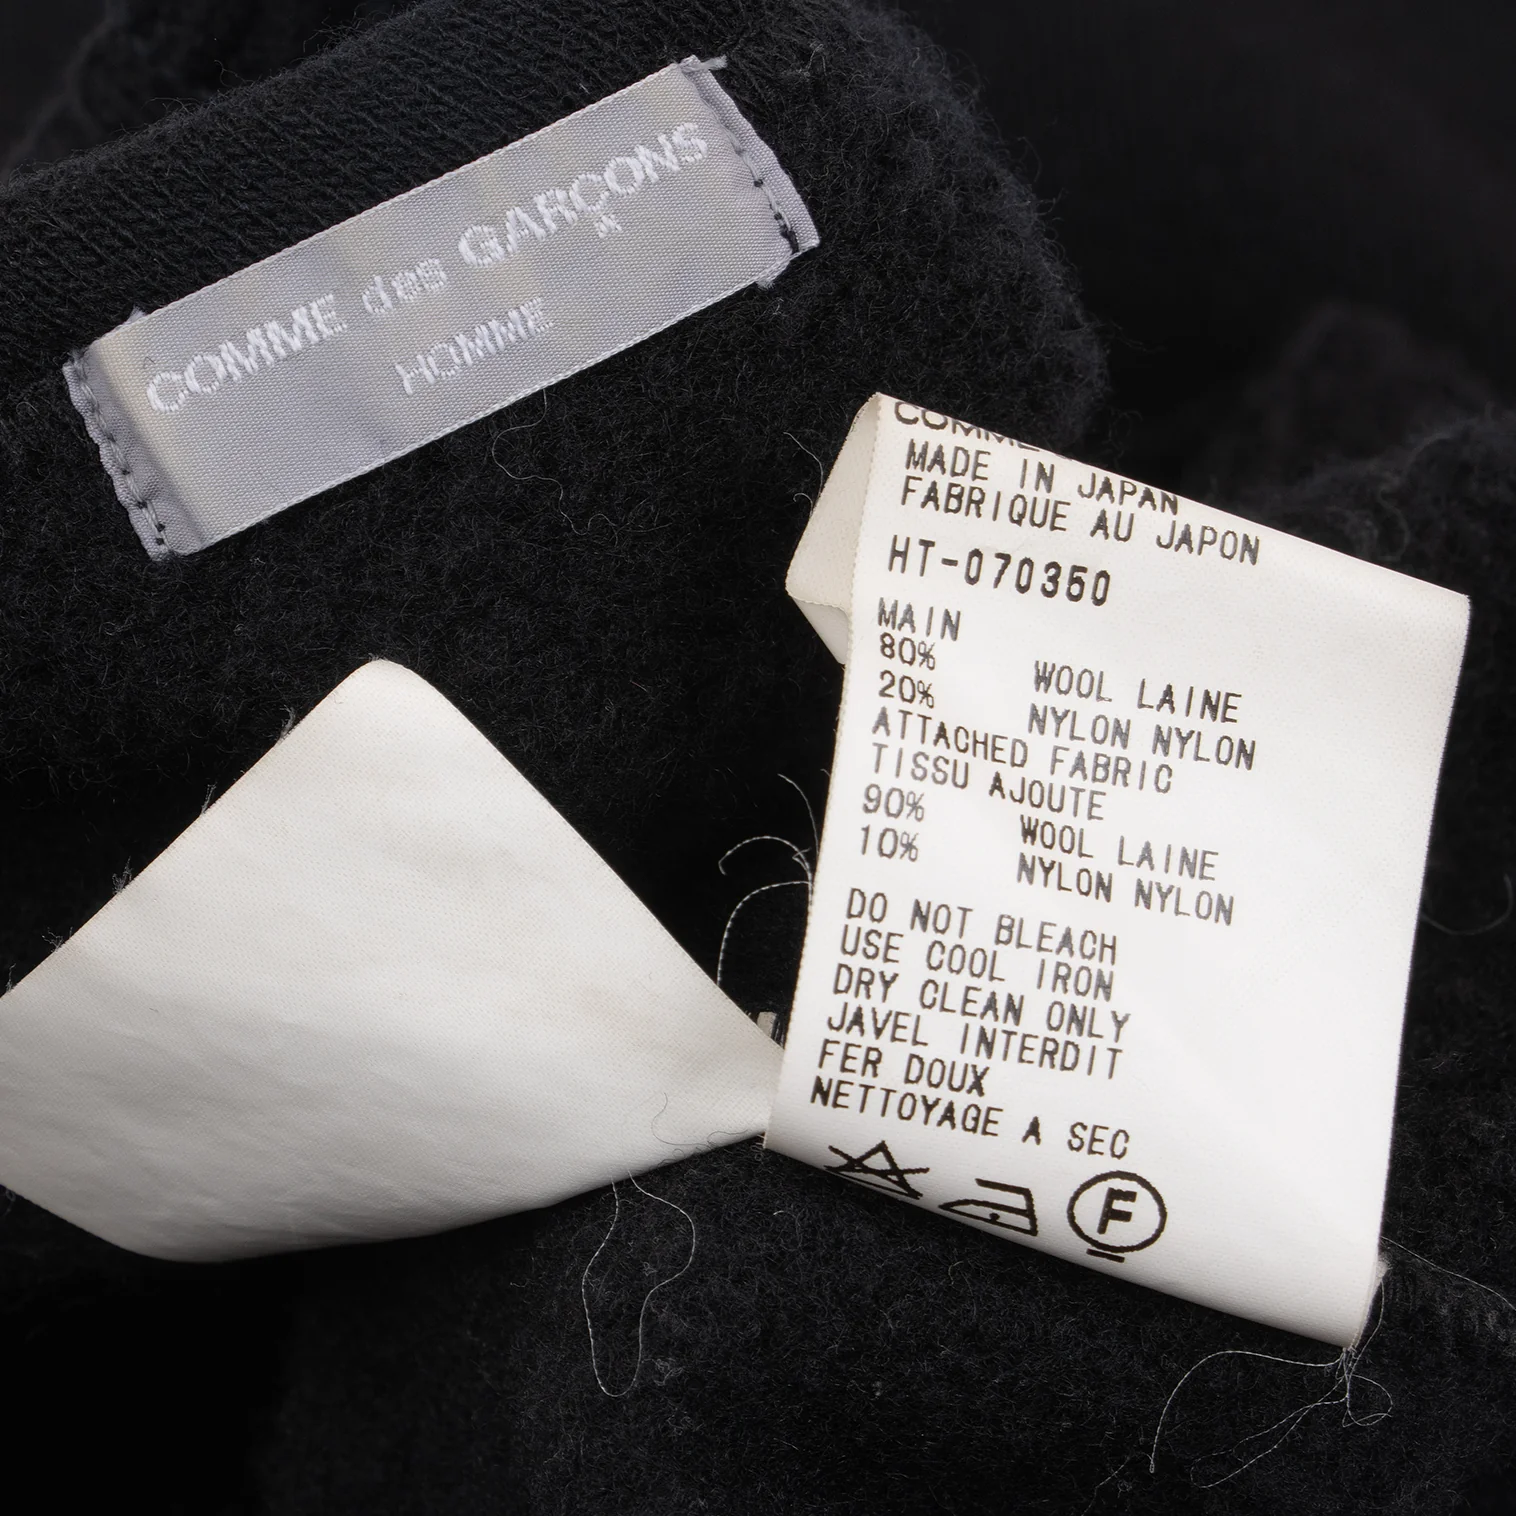 COMME des GARÇONS
HOMME
COMME
MADE IN JAPAN
FABRIQUE AU JAPON
HT-070350
MAIN
80% WOOL LAINE
20% NYLON NYLON
ATTACHED FABRIC
TISSU AJOUTE
90% WOOL LAINE
10% NYLON NYLON
DO NOT BLEACH
USE COOL IRON
DRY CLEAN ONLY
JAVEL INTERDIT
FER DOUX
NETTOYAGE A SEC
F